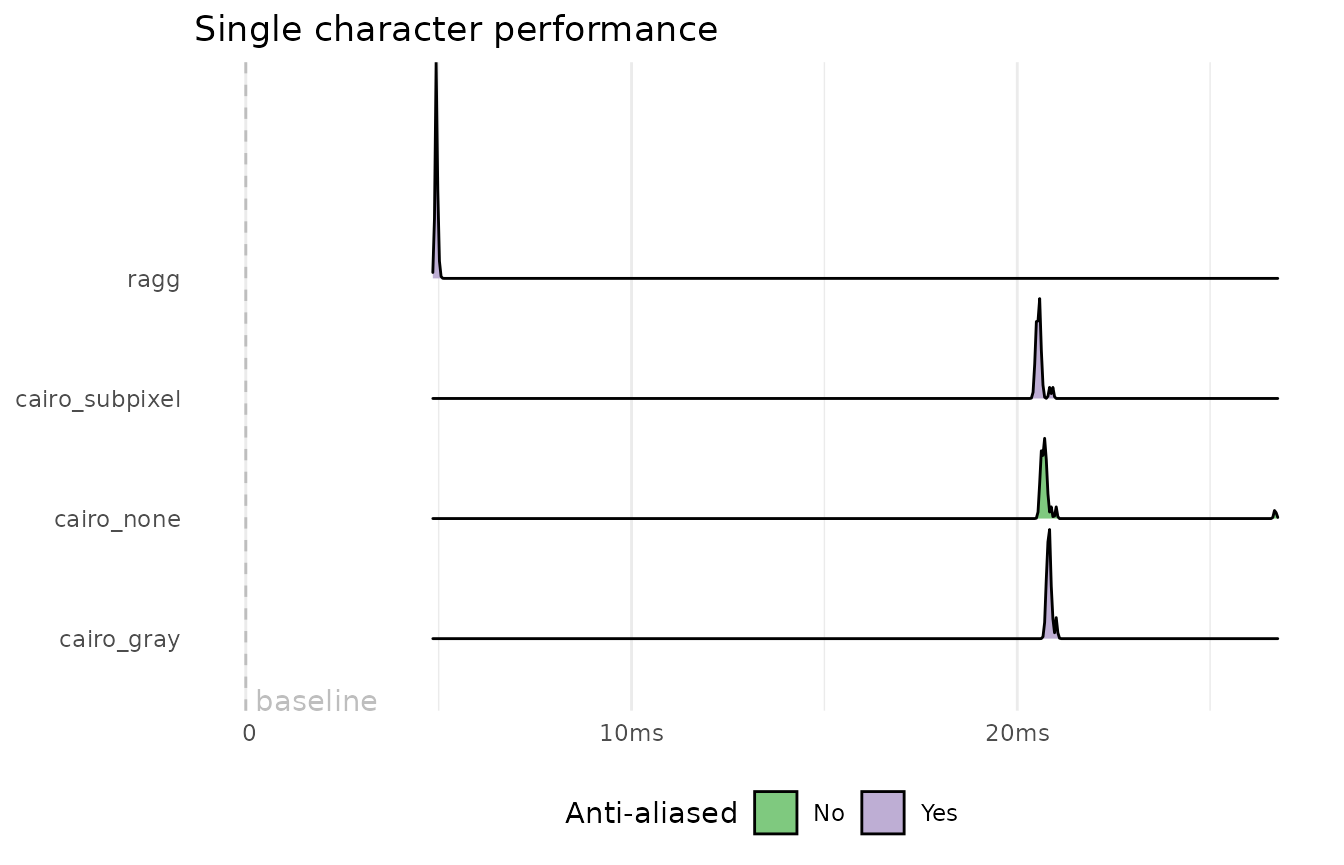 Single character performance
ragg
cairo_subpixel
cairo_none
cairo_gray
baseline
0 10ms 20ms
Anti-aliased No Yes